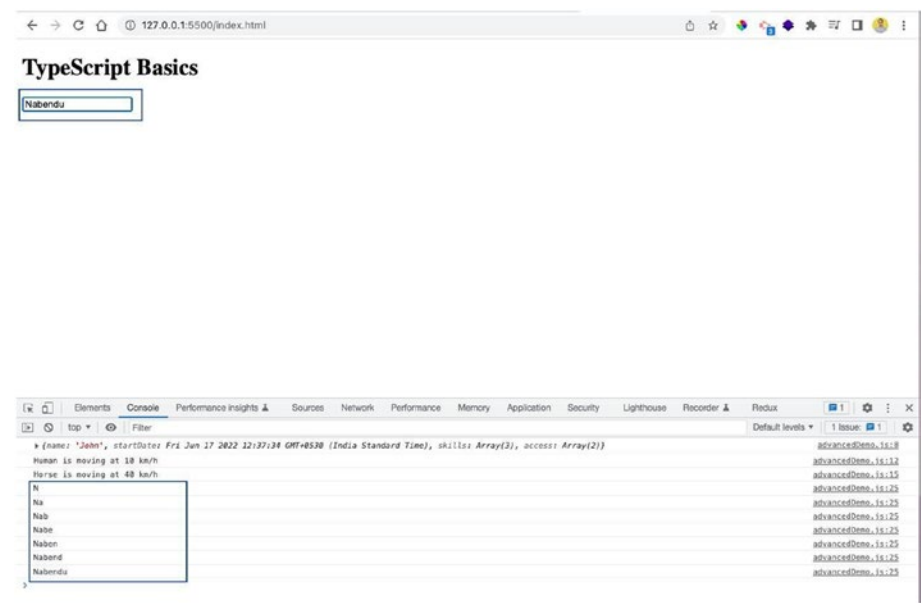 127.0.0.1:5500/index.html
TypeScript Basics
Nabendu
Elements Console Performance insights Sources Network Performance Memory Application Security Lighthouse Recorder Redux 1
top Filter Default levels 1 Issue: 1
{name: 'John', startDate: Fri Jun 17 2022 12:37:34 GMT+0530 (India Standard Time), skills: Array(3), access: Array(2)} advancedDemo.js:8
Human is moving at 10 km/h advancedDemo.js:12
Horse is moving at 40 km/h advancedDemo.js:15
N advancedDemo.js:25
Na advancedDemo.js:25
Nab advancedDemo.js:25
Nabe advancedDemo.js:25
Naben advancedDemo.js:25
Nabend advancedDemo.js:25
Nabendu advancedDemo.js:25